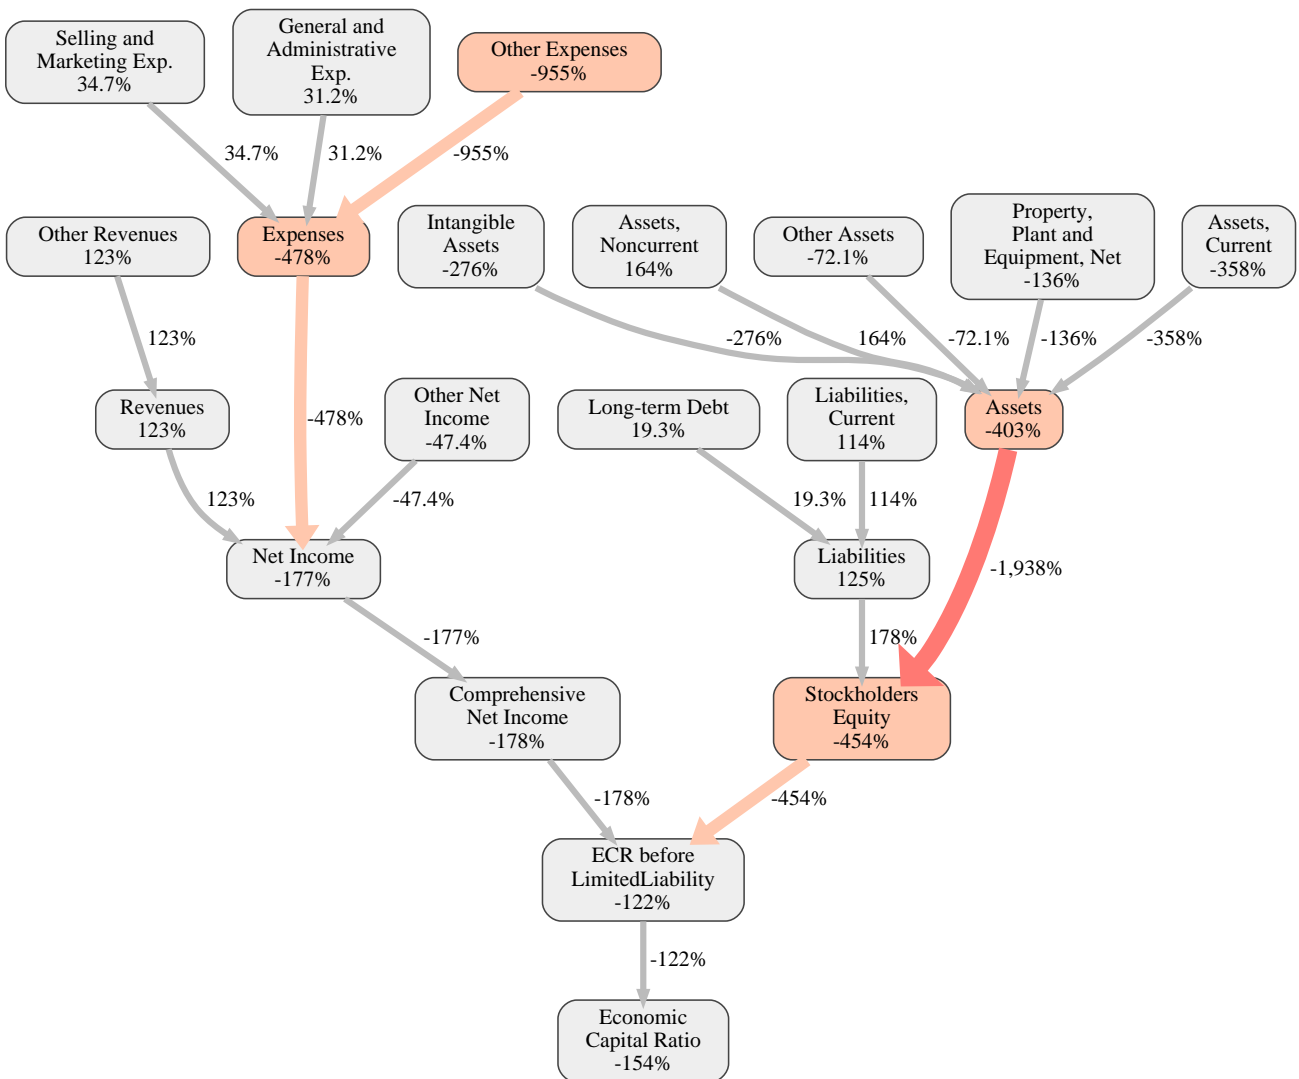 Selling and
Marketing Exp.
34.7%
General and
Administrative
Exp.
31.2%
Other Expenses
-955%
34.7%
31.2%
-955%
Other Revenues
123%
Expenses
-478%
Intangible
Assets
-276%
Assets,
Noncurrent
164%
Other Assets
-72.1%
Property,
Plant and
Equipment, Net
-136%
Assets,
Current
-358%
123%
-276%
164%
-72.1%
-136%
-358%
Revenues
123%
-478%
Other Net
Income
-47.4%
Long-term Debt
19.3%
Liabilities,
Current
114%
Assets
-403%
123%
-47.4%
19.3%
114%
Net Income
-177%
Liabilities
125%
-1,938%
-177%
178%
Comprehensive
Net Income
-178%
Stockholders
Equity
-454%
-178%
-454%
ECR before
LimitedLiability
-122%
-122%
Economic
Capital Ratio
-154%